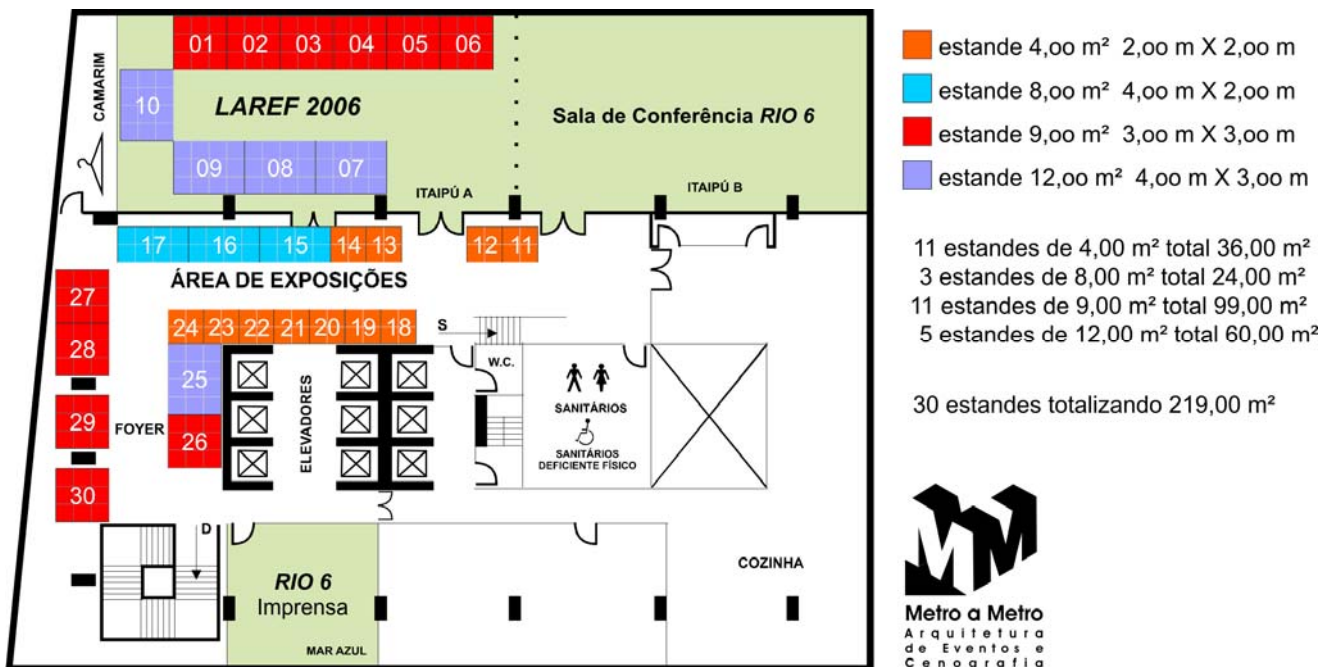 01 02 03 04 05 06
CAMARIM
10
LAREF 2006
Sala de Conferência RIO 6
09 08 07
ITAIPÚ A
ITAIPÚ B
17 16 15 14 13 12 11
ÁREA DE EXPOSIÇÕES
27
28
29
30
24 23 22 21 20 19 18
S
25
26
FOYER
ELEVADORES
W.C.
SANITÁRIOS
SANITÁRIOS
DEFICIENTE FÍSICO
D
RIO 6
Imprensa
MAR AZUL
COZINHA
estande 4,oo m² 2,oo m X 2,oo m
estande 8,oo m² 4,oo m X 2,oo m
estande 9,oo m² 3,oo m X 3,oo m
estande 12,oo m² 4,oo m X 3,oo m
11 estandes de 4,00 m² total 36,00 m²
3 estandes de 8,00 m² total 24,00 m²
11 estandes de 9,00 m² total 99,00 m²
5 estandes de 12,00 m² total 60,00 m²
30 estandes totalizando 219,00 m²
MM
Metro a Metro
Arquitetura
de Eventos e
Cenografia